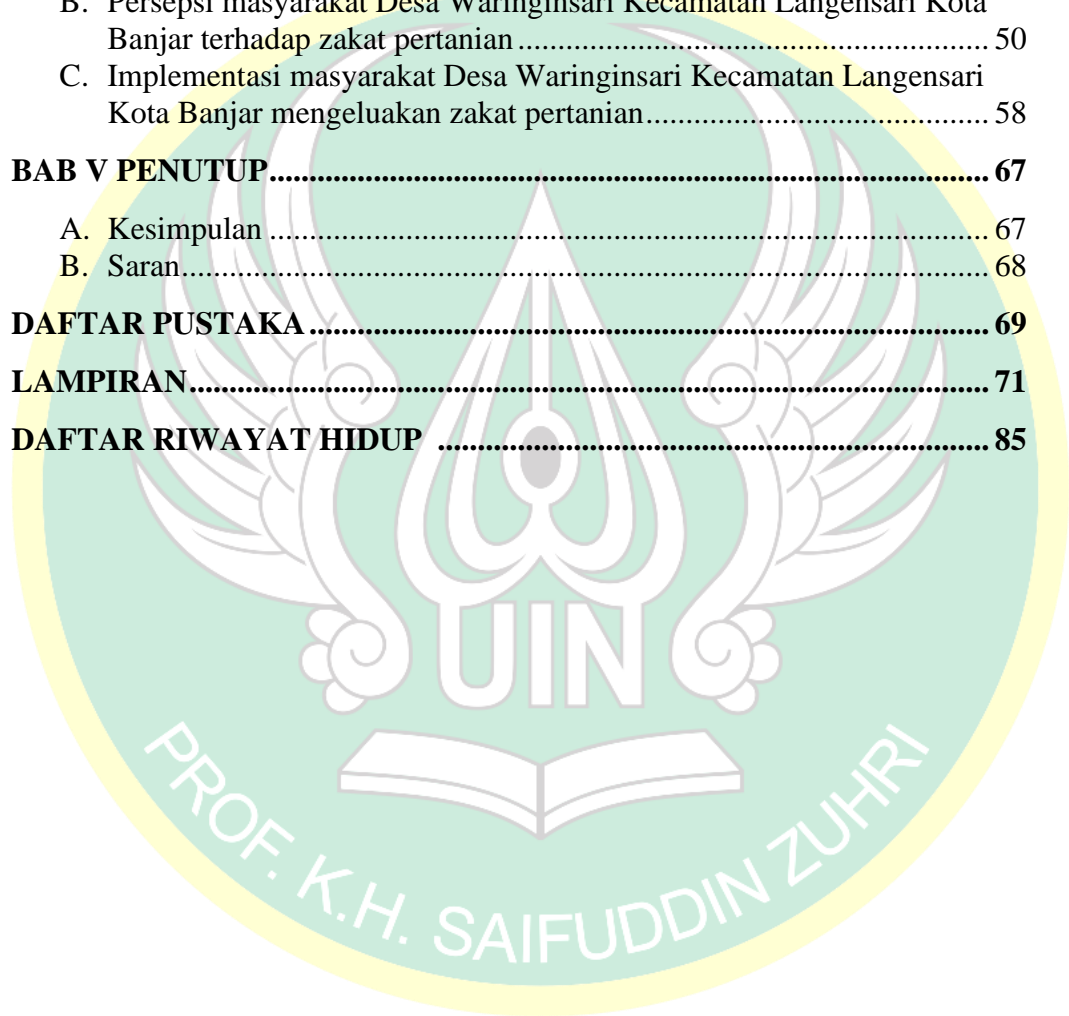 B. Persepsi masyarakat Desa Waringinsari Kecamatan Langensari Kota
Banjar terhadap zakat pertanian ........................................................... 50
C. Implementasi masyarakat Desa Waringinsari Kecamatan Langensari
Kota Banjar mengeluakan zakat pertanian........................................... 58
BAB V PENUTUP......................................................................................... 67
A. Kesimpulan ......................................................................................... 67
B. Saran.................................................................................................... 68
DAFTAR PUSTAKA .................................................................................... 69
LAMPIRAN................................................................................................... 71
DAFTAR RIWAYAT HIDUP .................................................................... 85
UIN
PROF. K.H. SAIFUDDIN ZUHRI